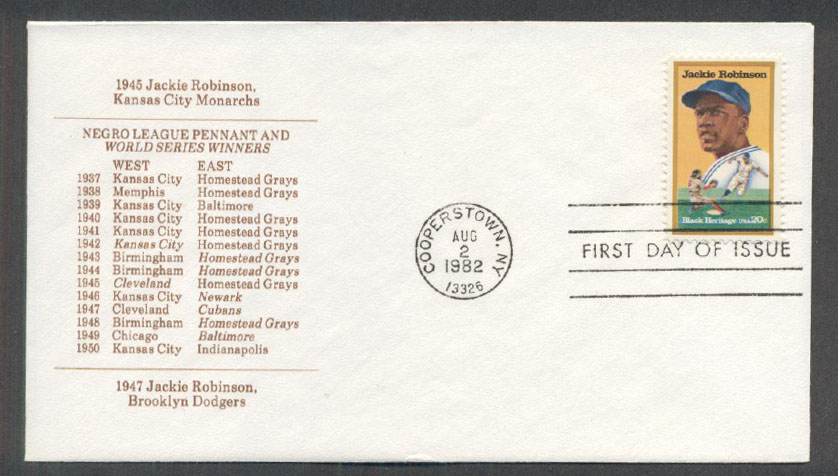 1945 Jackie Robinson,
Kansas City Monarchs
NEGRO LEAGUE PENNANT AND
WORLD SERIES WINNERS
WEST EAST
1937 Kansas City Homestead Grays
1938 Memphis Homestead Grays
1939 Kansas City Baltimore
1940 Kansas City Homestead Grays
1941 Kansas City Homestead Grays
1942 Kansas City Homestead Grays
1943 Birmingham Homestead Grays
1944 Birmingham Homestead Grays
1945 Cleveland Homestead Grays
1946 Kansas City Newark
1947 Cleveland Cubans
1948 Birmingham Homestead Grays
1949 Chicago Baltimore
1950 Kansas City Indianapolis
1947 Jackie Robinson,
Brooklyn Dodgers
COOPERSTOWN, NY
AUG
2
1982
13326
Jackie Robinson
Black Heritage USA 20c
FIRST DAY OF ISSUE